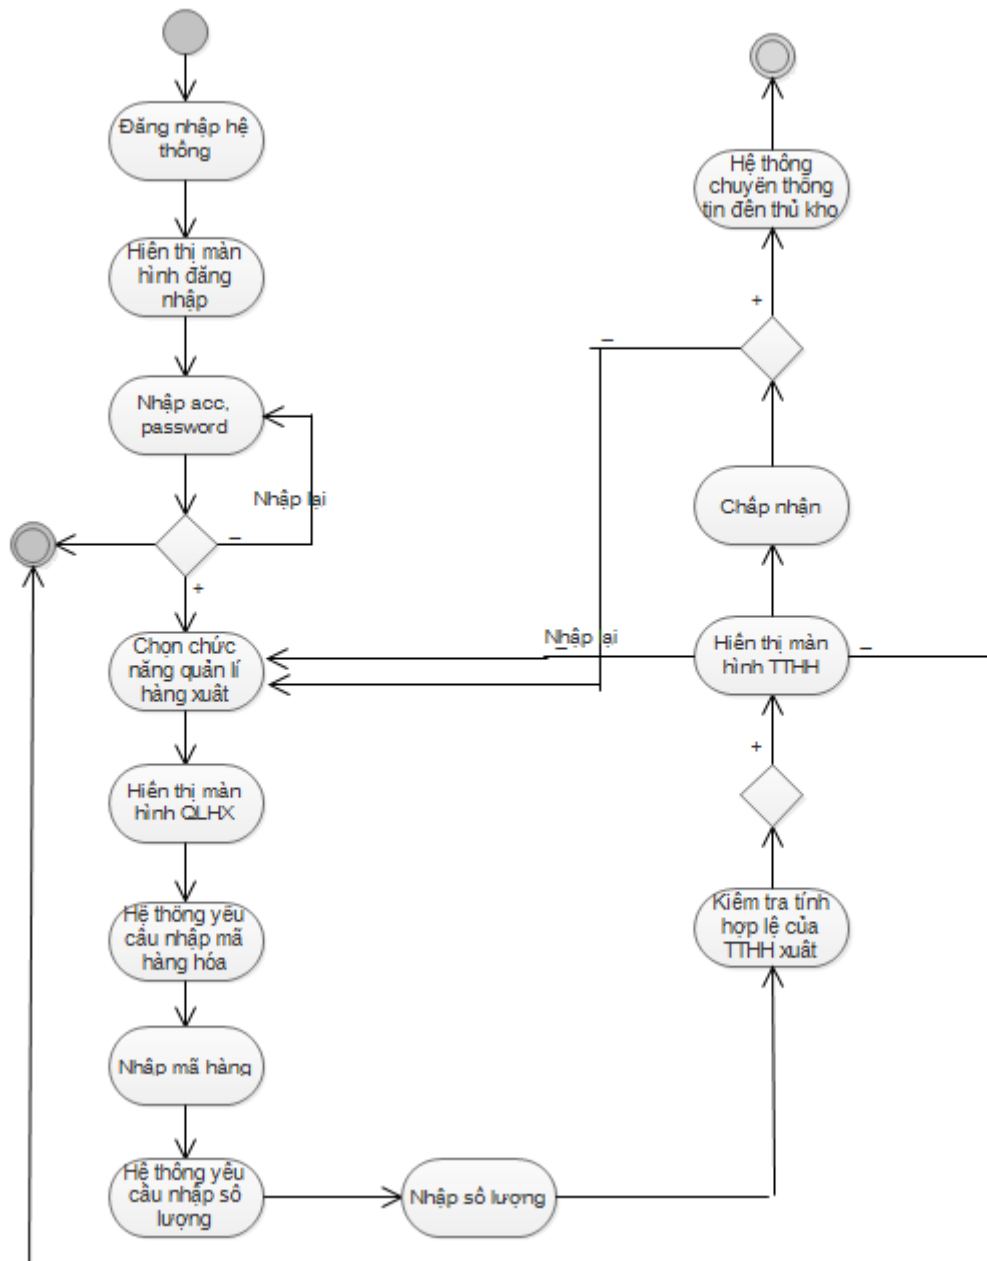 Đăng nhập hệ
thống
Hiển thị màn
hình đăng
nhập
Nhập acc,
password
Nhập lại
–
+
Chọn chức
năng quản lí
hàng xuất
Hiển thị màn
hình QLHX
Hệ thống yêu
cầu nhập mã
hàng hóa
Nhập mã hàng
Hệ thống yêu
cầu nhập số
lượng
Nhập số lượng
Kiểm tra tính
hợp lệ của
TTHH xuất
+
Hiển thị màn
hình TTHH
–
Nhập lại
–
Chấp nhận
–
+
Hệ thống
chuyển thông
tin đến thủ kho